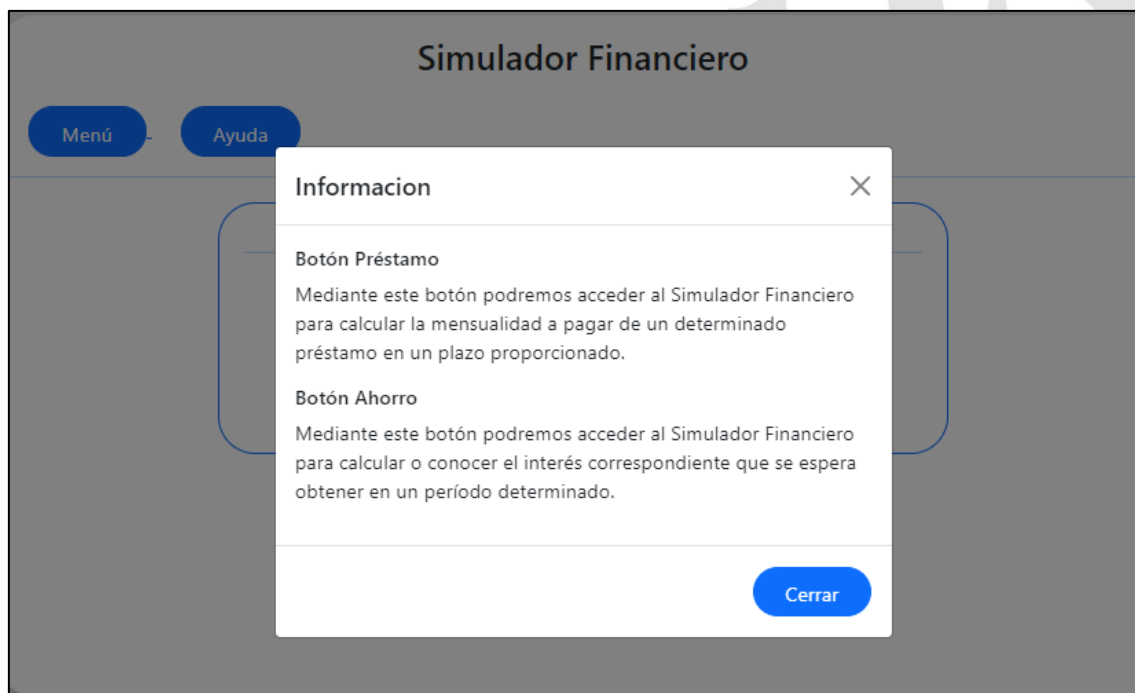 Simulador Financiero
Menú
Ayuda
Informacion
Botón Préstamo
Mediante este botón podremos acceder al Simulador Financiero
para calcular la mensualidad a pagar de un determinado
préstamo en un plazo proporcionado.
Botón Ahorro
Mediante este botón podremos acceder al Simulador Financiero
para calcular o conocer el interés correspondiente que se espera
obtener en un período determinado.
Cerrar